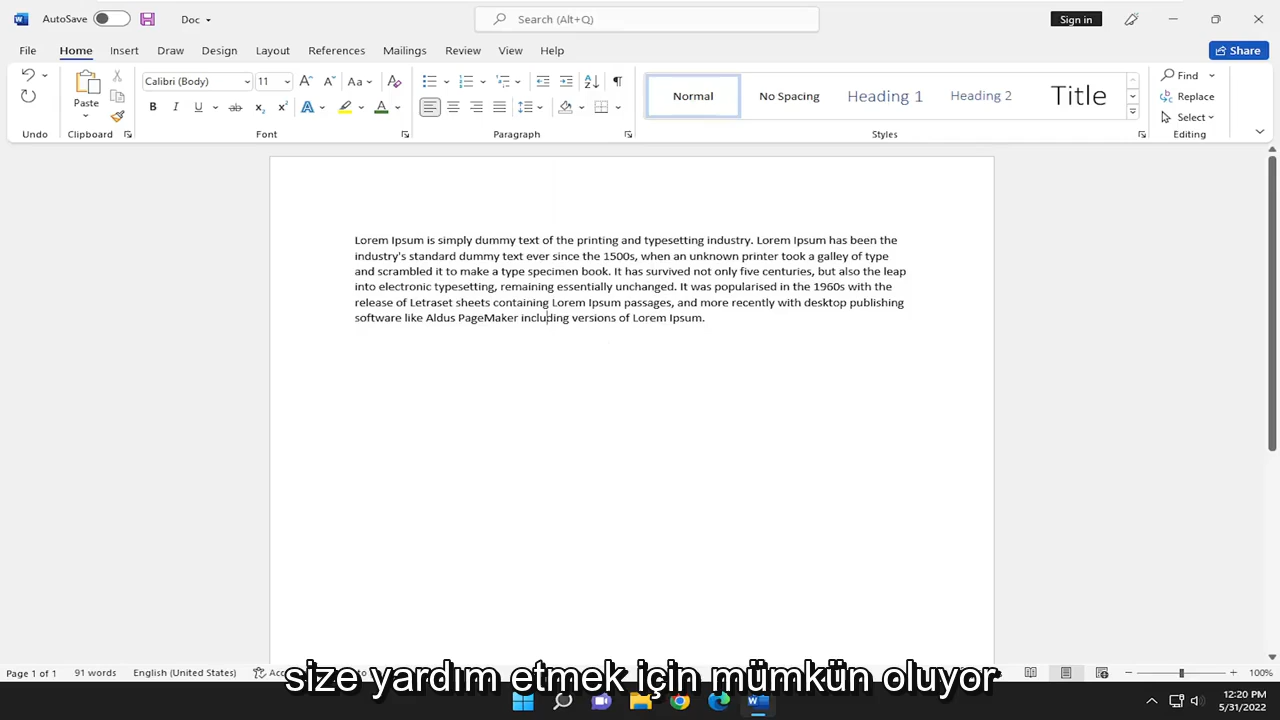 AutoSave
Doc
Search (Alt+Q)
Sign in
File Home Insert Draw Design Layout References Mailings Review View Help
Share
Paste
Calibri (Body) 11
Aa
Normal No Spacing Heading 1 Heading 2 Title
Find
Replace
Select
Undo Clipboard Font Paragraph Styles Editing
Lorem Ipsum is simply dummy text of the printing and typesetting industry. Lorem Ipsum has been the
industry's standard dummy text ever since the 1500s, when an unknown printer took a galley of type
and scrambled it to make a type specimen book. It has survived not only five centuries, but also the leap
into electronic typesetting, remaining essentially unchanged. It was popularised in the 1960s with the
release of Letraset sheets containing Lorem Ipsum passages, and more recently with desktop publishing
software like Aldus PageMaker including versions of Lorem Ipsum.
Page 1 of 1 91 words English (United States)
100%
size yardım etmek için mümkün oluyor
12:20 PM
5/31/2022